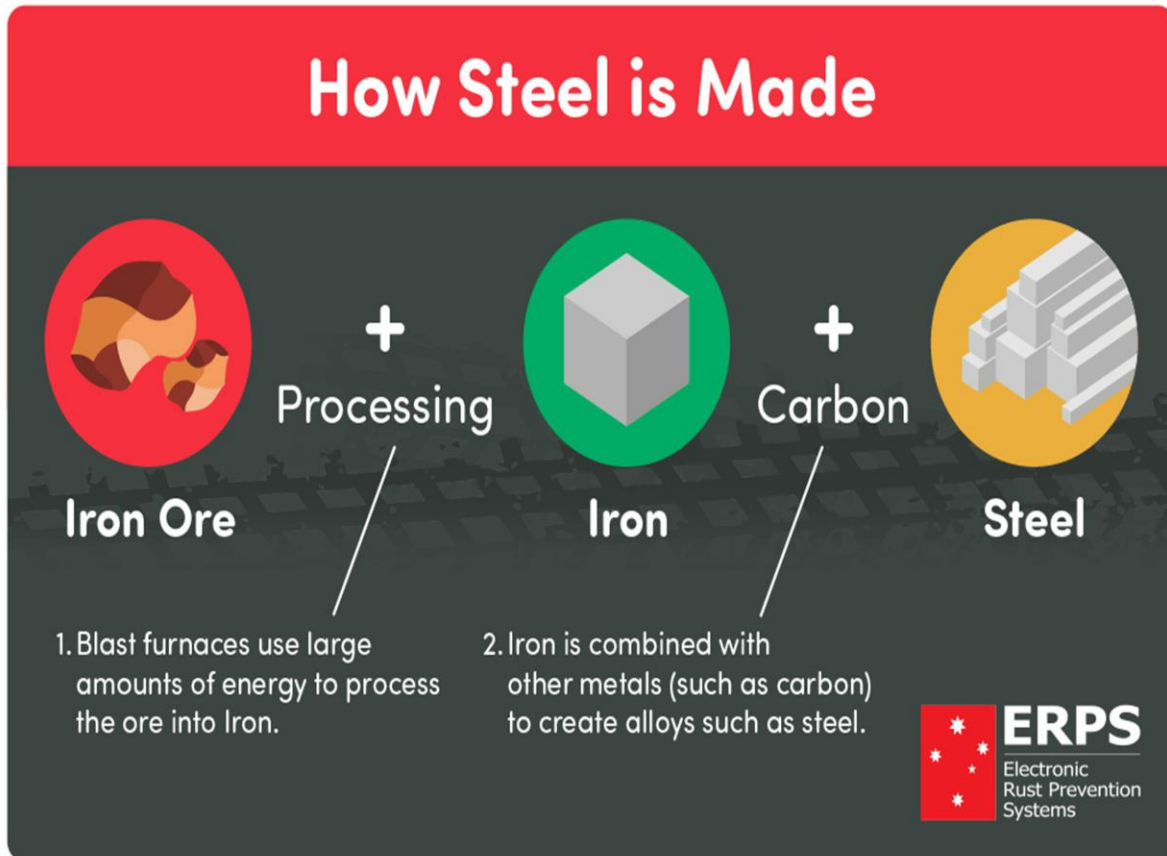 How Steel is Made
+
Processing
+
Carbon
Iron Ore
Iron
Steel
1. Blast furnaces use large
amounts of energy to process
the ore into Iron.
2. Iron is combined with
other metals (such as carbon)
to create alloys such as steel.
ERPS
Electronic
Rust Prevention
Systems